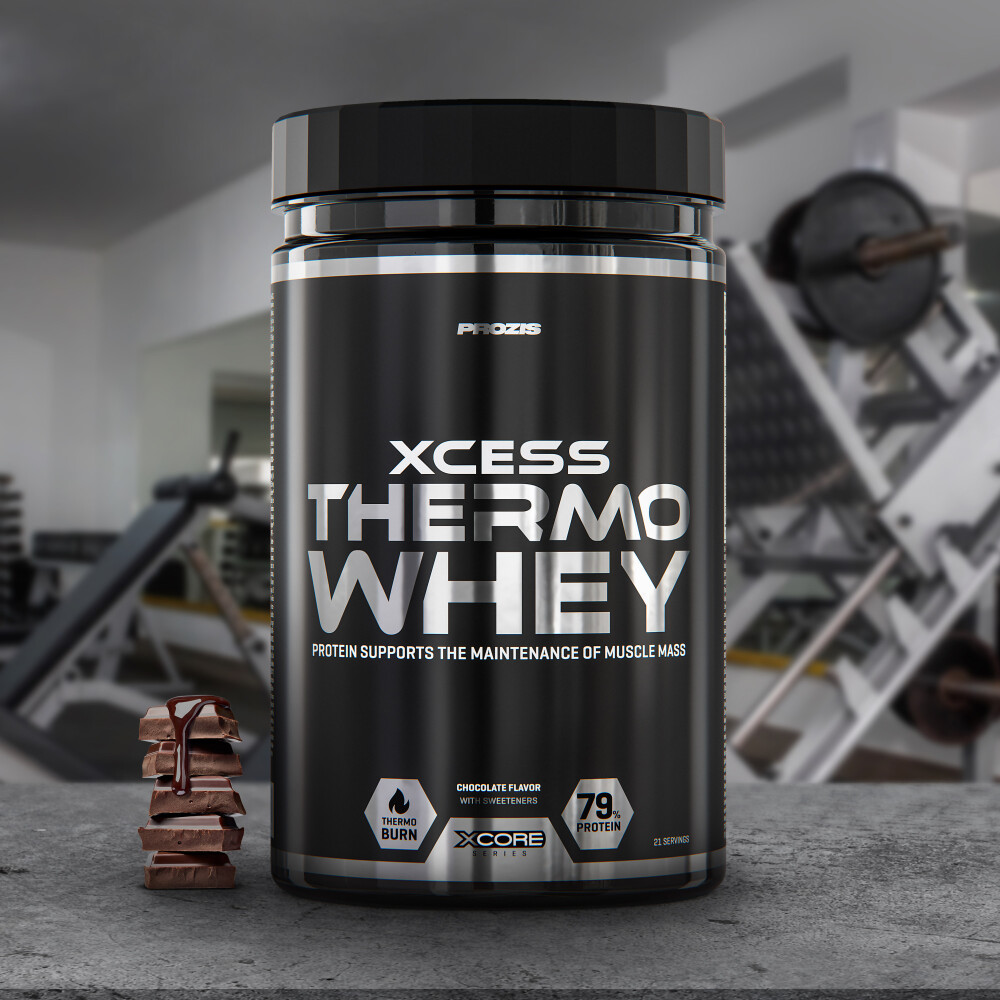 PROZIS
XCESS
THERMO
WHEY
PROTEIN SUPPORTS THE MAINTENANCE OF MUSCLE MASS
THERMO
BURN
CHOCOLATE FLAVOR
WITH SWEETENERS
XCORE
SERIES
79%
PROTEIN
21 SERVINGS